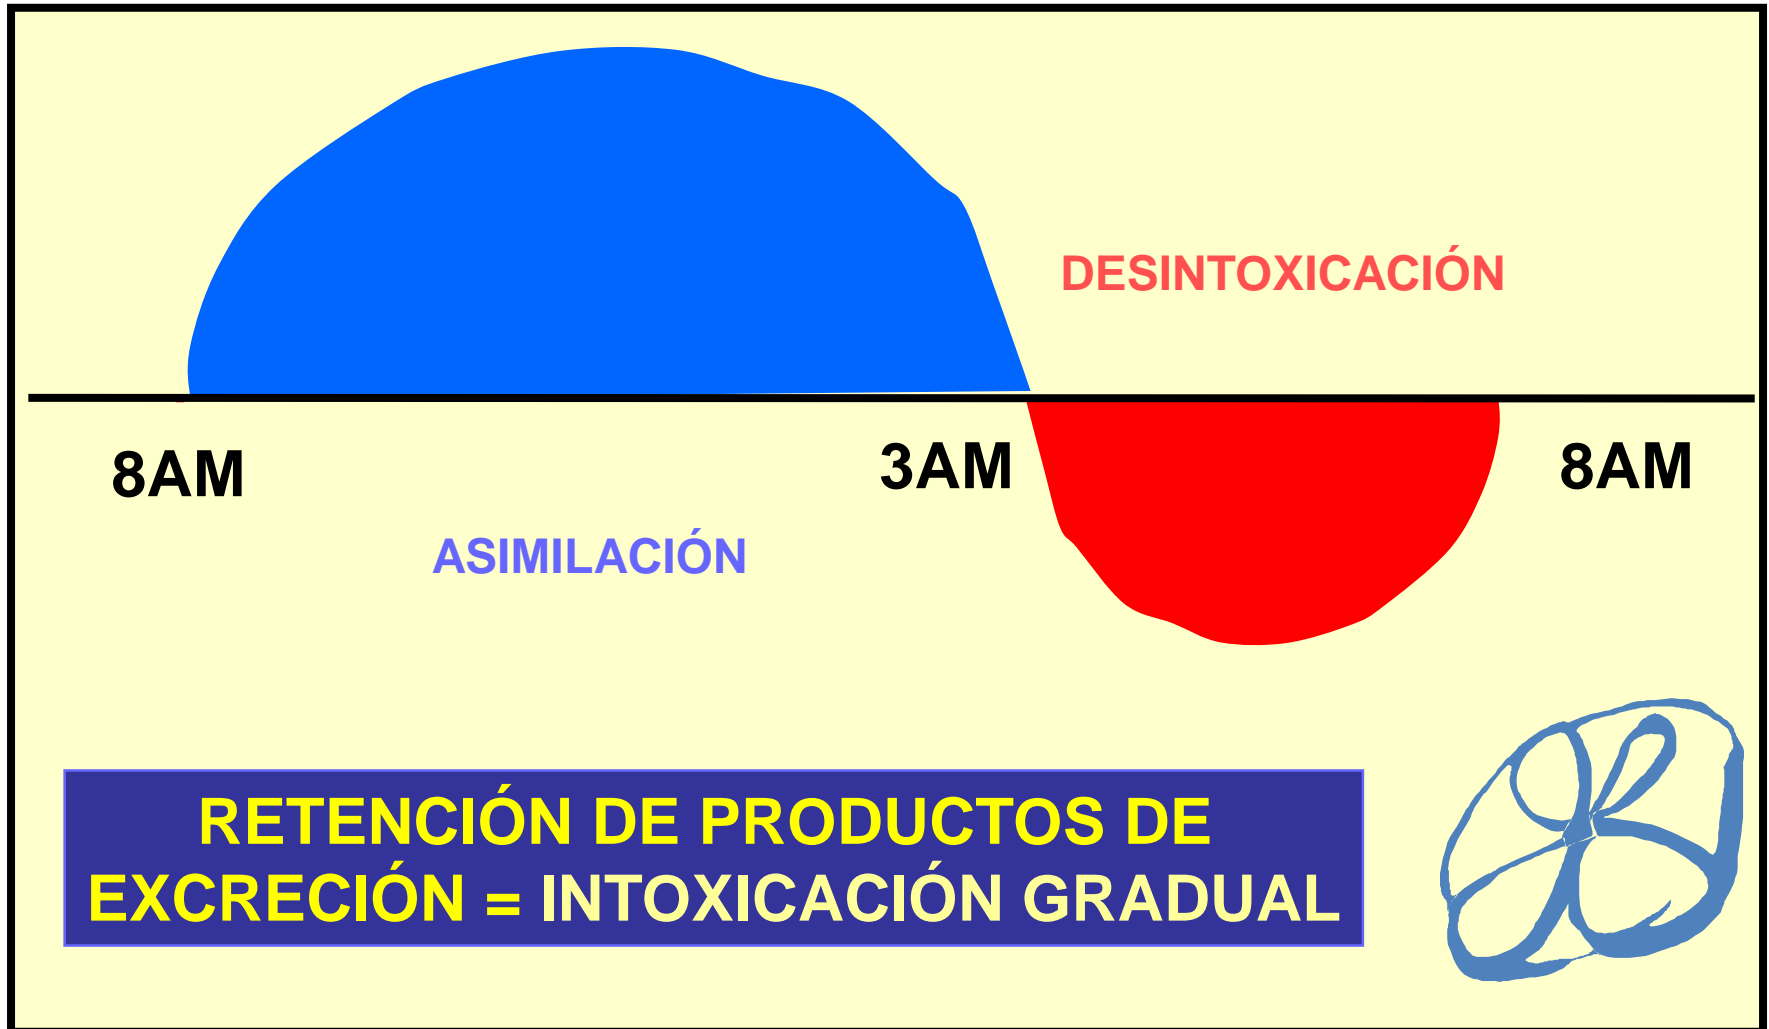 DESINTOXICACIÓN
8AM 3AM 8AM
ASIMILACIÓN
RETENCIÓN DE PRODUCTOS DE
EXCRECIÓN = INTOXICACIÓN GRADUAL